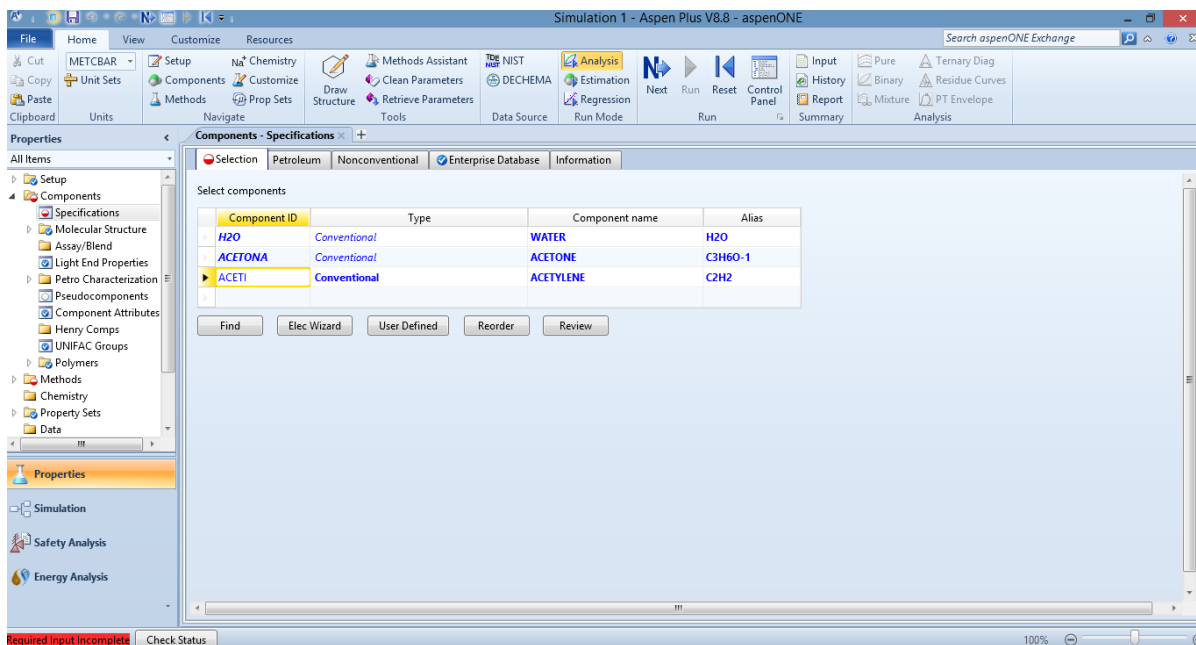 Simulation 1 - Aspen Plus V8.8 - aspenONE
File Home View Customize Resources Search aspenONE Exchange
Cut METCBAR Setup Na+ Chemistry Methods Assistant NIST Analysis Input Pure Ternary Diag
Copy Unit Sets Components Customize Clean Parameters DECHEMA Estimation History Binary Residue Curves
Paste Methods Prop Sets Draw Structure Retrieve Parameters Regression Next Run Reset Control Panel Report Mixture PT Envelope
Clipboard Units Navigate Tools Data Source Run Mode Run Summary Analysis
Properties
All Items
Setup
Components
Specifications
Molecular Structure
Assay/Blend
Light End Properties
Petro Characterization
Pseudocomponents
Component Attributes
Henry Comps
UNIFAC Groups
Polymers
Methods
Chemistry
Property Sets
Data
Properties
Simulation
Safety Analysis
Energy Analysis
Components - Specifications
Selection Petroleum Nonconventional Enterprise Database Information
Select components
Component ID Type Component name Alias
H2O Conventional WATER H2O
ACETONA Conventional ACETONE C3H6O-1
ACETI Conventional ACETYLENE C2H2
Find Elec Wizard User Defined Reorder Review
Required Input Incomplete Check Status 100%